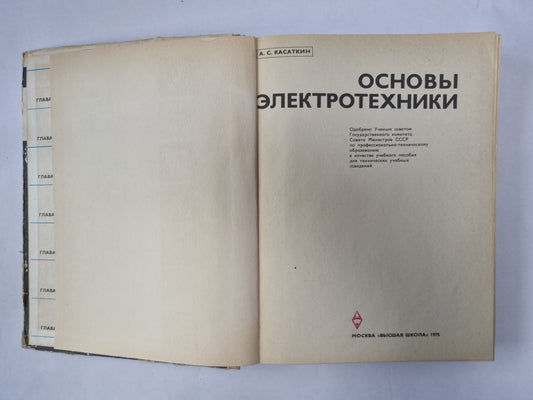 ГЛАВА
ГЛАВА
ГЛАВА
ГЛАВА
ГЛАВА
ГЛАВА
ГЛАВА
А. С. КАСАТКИН
ОСНОВЫ
ЭЛЕКТРОТЕХНИКИ
Одобрено Ученым советом
Государственного комитета
Совета Министров СССР
по профессионально-техническому
образованию
в качестве учебного пособия
для технических учебных
заведений
МОСКВА «ВЫСШАЯ ШКОЛА» 1975